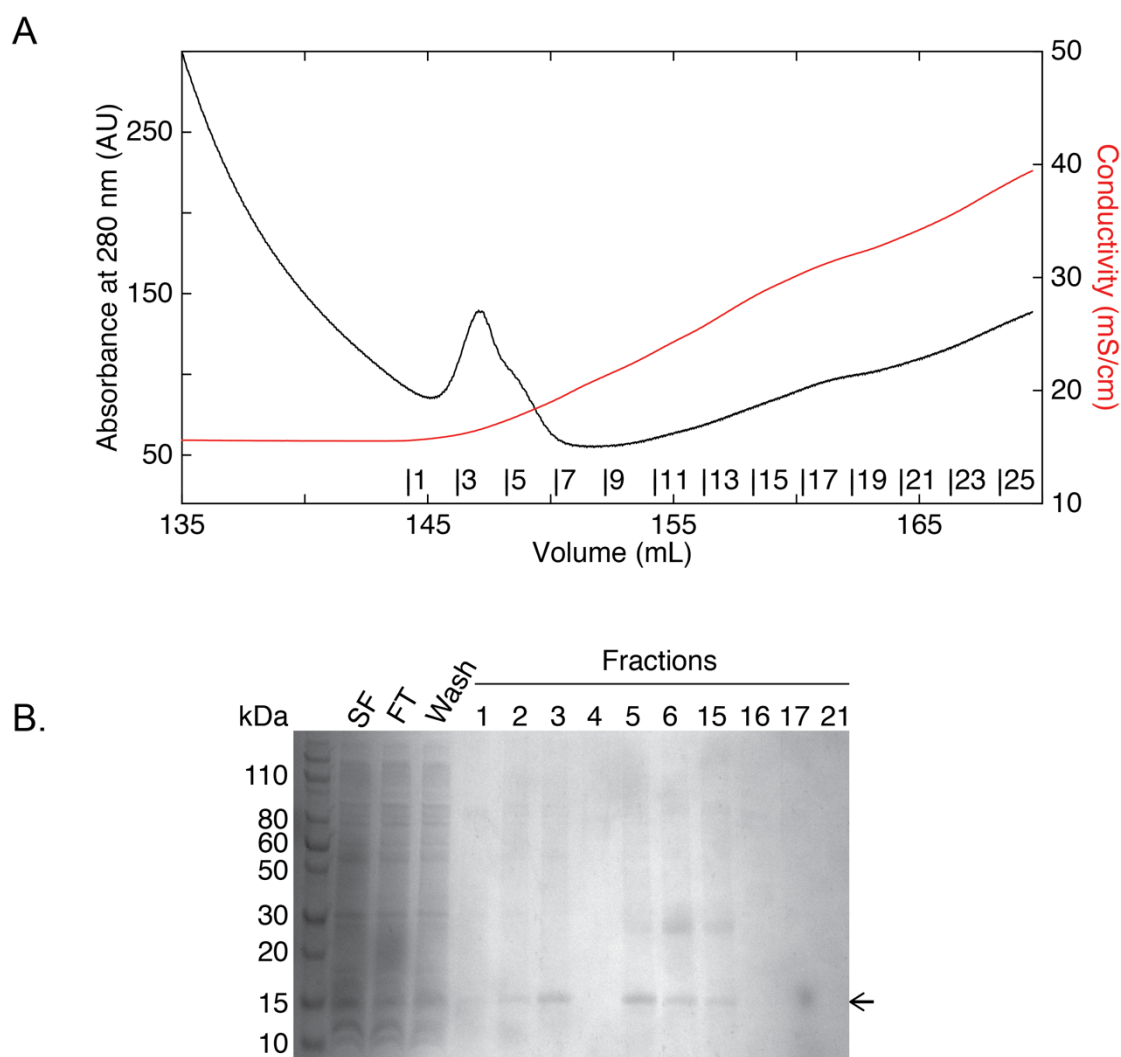 A
Absorbance at 280 nm (AU)
250
150
50
50
40
30
20
10
Conductivity (mS/cm)
|1 |3 |5 |7 |9 |11 |13 |15 |17 |19 |21 |23 |25
135 145 155 165
Volume (mL)
B.
Fractions
kDa SF FT Wash 1 2 3 4 5 6 15 16 17 21
110
80
60
50
30
20
15
10